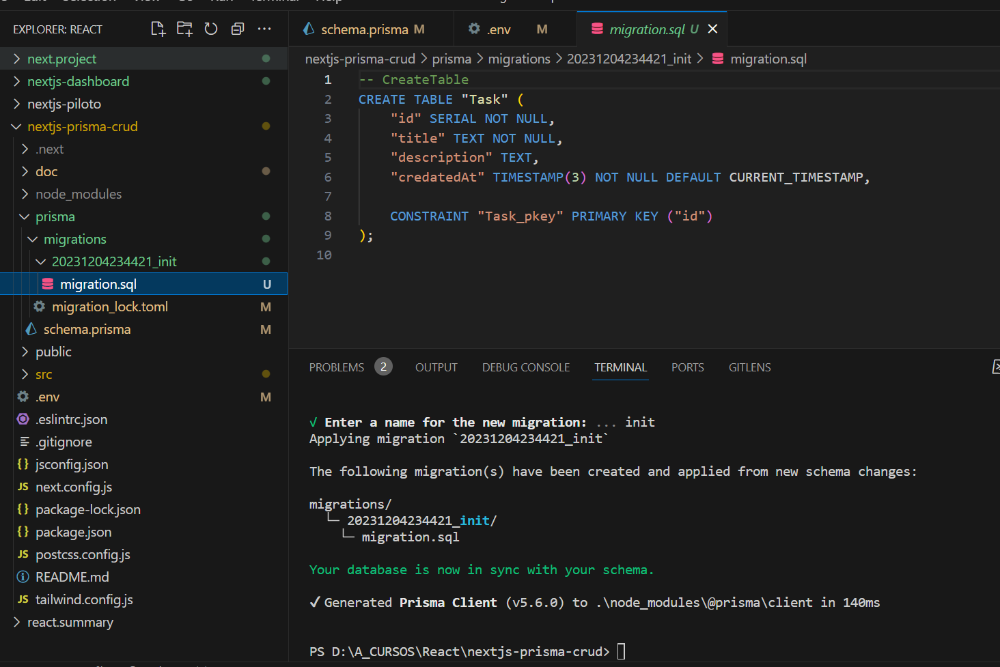 EXPLORER: REACT
next.project
nextjs-dashboard
nextjs-piloto
nextjs-prisma-crud
.next
doc
node_modules
prisma
migrations
20231204234421_init
migration.sql U
migration_lock.toml M
schema.prisma M
public
src
.env M
.eslintrc.json
.gitignore
jsconfig.json
next.config.js
package-lock.json
package.json
postcss.config.js
README.md
tailwind.config.js
react.summary
schema.prisma M .env M migration.sql U
nextjs-prisma-crud > prisma > migrations > 20231204234421_init > migration.sql
1 -- CreateTable
2 CREATE TABLE "Task" (
3 "id" SERIAL NOT NULL,
4 "title" TEXT NOT NULL,
5 "description" TEXT,
6 "credatedAt" TIMESTAMP(3) NOT NULL DEFAULT CURRENT_TIMESTAMP,
7
8 CONSTRAINT "Task_pkey" PRIMARY KEY ("id")
9 );
10
PROBLEMS 2 OUTPUT DEBUG CONSOLE TERMINAL PORTS GITLENS
√ Enter a name for the new migration: ... init
Applying migration `20231204234421_init`
The following migration(s) have been created and applied from new schema changes:
migrations/
└─ 20231204234421_init/
└─ migration.sql
Your database is now in sync with your schema.
✔ Generated Prisma Client (v5.6.0) to .\node_modules\@prisma\client in 140ms
PS D:\A_CURSOS\React\nextjs-prisma-crud>